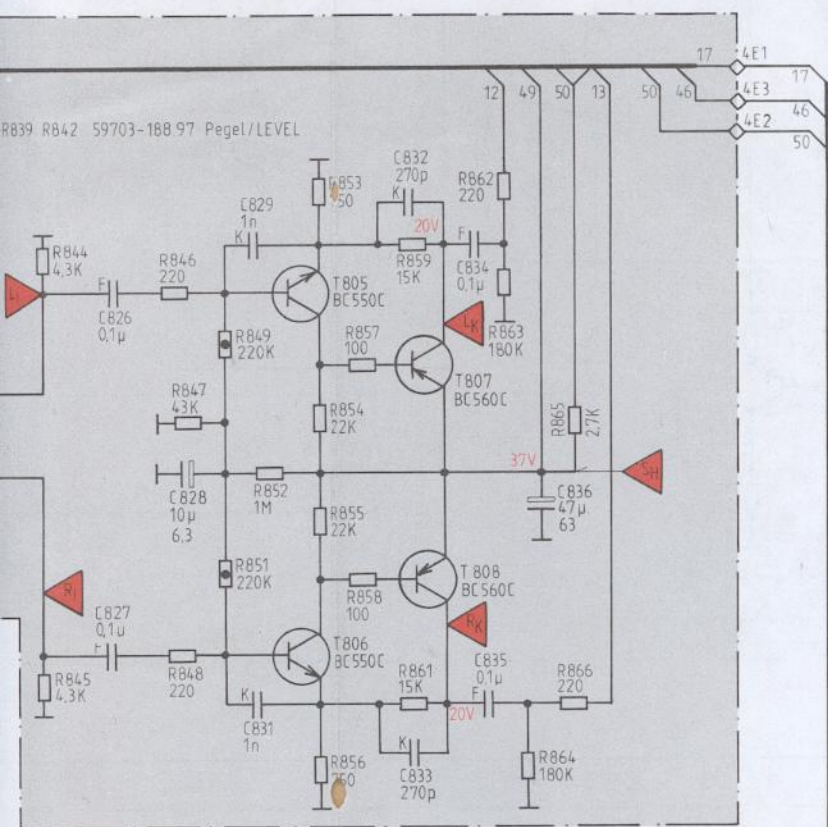 17
4E1
17
12
49
50
13
50
46
4E3
46
4E2
50
R839 R842 59703-188.97 Pegel/LEVEL
C832
270p
K
R862
220
C829
1n
K
20V
R859
15K
F
C834
0,1µ
R844
4,3K
R846
220
T805
BC550C
LI
F
C826
0,1µ
LK
R863
180K
R849
220K
R857
100
T807
BC560C
R847
43K
R854
22K
R865
2,7K
37V
SH
C828
10µ
6,3
R852
1M
C836
47µ
63
R855
22K
R851
220K
T808
BC560C
RI
R858
100
C827
0,1µ
F
RK
T806
BC550C
R845
4,3K
R848
220
R861
15K
C835
0,1µ
F
R866
220
K
C831
1n
20V
K
C833
270p
R856
R864
180K